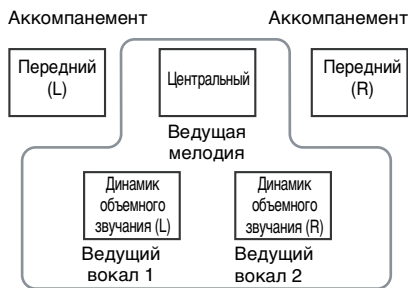 Аккомпанемент
Аккомпанемент
Передний
(L)
Центральный
Передний
(R)
Ведущая
мелодия
Динамик
объемного
звучания (L)
Динамик
объемного
звучания (R)
Ведущий
вокал 1
Ведущий
вокал 2